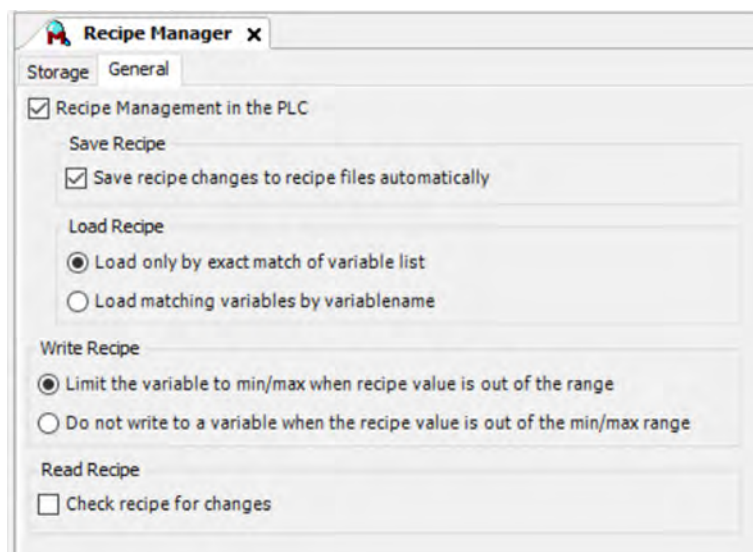 Recipe Manager
Storage General
Recipe Management in the PLC
Save Recipe
Save recipe changes to recipe files automatically
Load Recipe
Load only by exact match of variable list
Load matching variables by variablename
Write Recipe
Limit the variable to min/max when recipe value is out of the range
Do not write to a variable when the recipe value is out of the min/max range
Read Recipe
Check recipe for changes